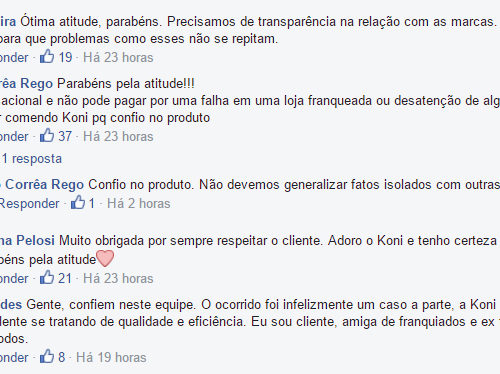 ira Ótima atitude, parabéns. Precisamos de transparência na relação com as marcas.
para que problemas como esses não se repitam.
onder · 19 · Há 23 horas
rrêa Rego Parabéns pela atitude!!!
acional e não pode pagar por uma falha em uma loja franqueada ou desatenção de alg
r comendo Koni pq confio no produto
onder · 37 · Há 23 horas
1 resposta
Corrêa Rego Confio no produto. Não devemos generalizar fatos isolados com outras
Responder · 1 · Há 2 horas
na Pelosi Muito obrigada por sempre respeitar o cliente. Adoro o Koni e tenho certeza
béns pela atitude
onder · 21 · Há 23 horas
des Gente, confiem neste equipe. O ocorrido foi infelizmente um caso a parte, a Koni
lente se tratando de qualidade e eficiência. Eu sou cliente, amiga de franquiados e ex
odos.
onder · 8 · Há 19 horas